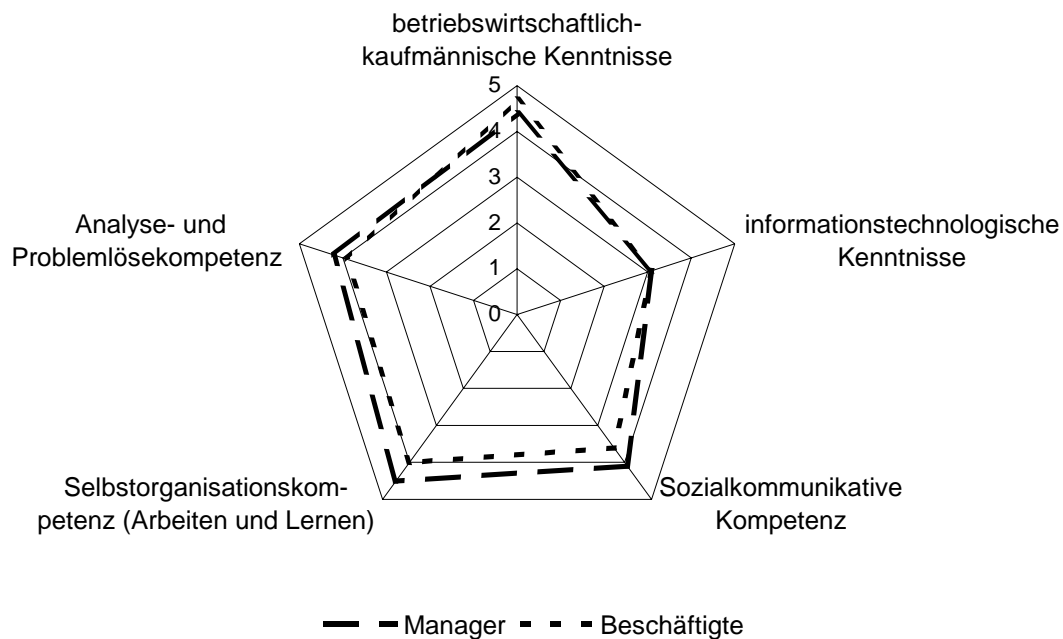 betriebswirtschaftlich-
kaufmännische Kenntnisse
5
4
3
2
1
0
informationstechnologische
Kenntnisse
Analyse- und
Problemlösekompetenz
Selbstorganisationskom-
petenz (Arbeiten und Lernen)
Sozialkommunikative
Kompetenz
Manager
Beschäftigte